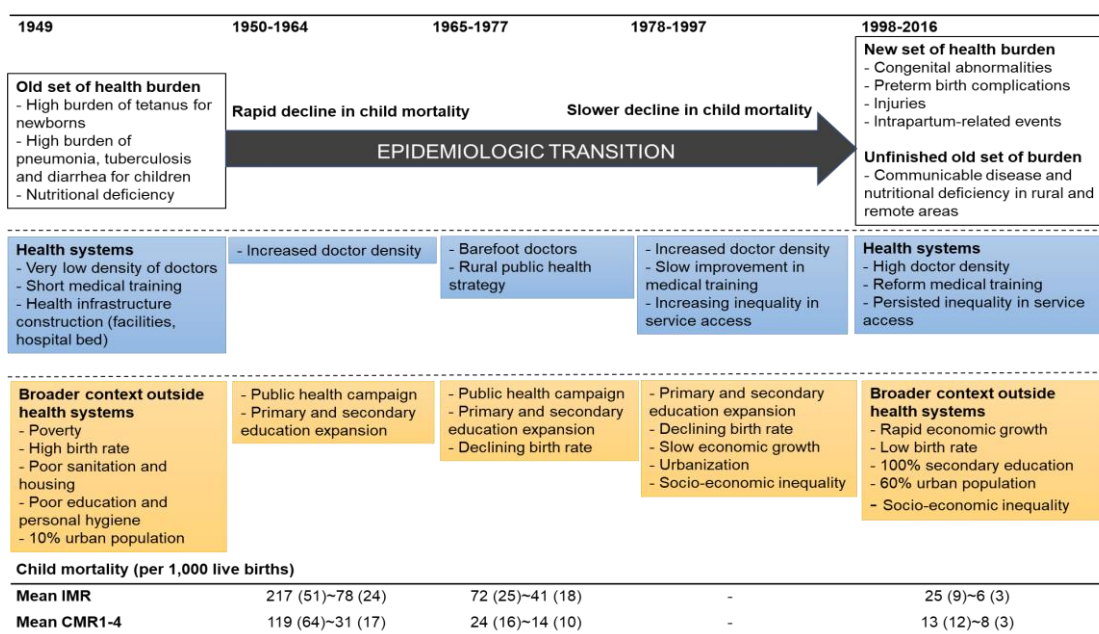 1949 1950-1964 1965-1977 1978-1997 1998-2016
Old set of health burden
- High burden of tetanus for
newborns
- High burden of
pneumonia, tuberculosis
and diarrhea for children
- Nutritional deficiency
Rapid decline in child mortality
Slower decline in child mortality
EPIDEMIOLOGIC TRANSITION
New set of health burden
- Congenital abnormalities
- Preterm birth complications
- Injuries
- Intrapartum-related events
Unfinished old set of burden
- Communicable disease and
nutritional deficiency in rural and
remote areas
Health systems
- Very low density of doctors
- Short medical training
- Health infrastructure
construction (facilities,
hospital bed)
- Increased doctor density
- Barefoot doctors
- Rural public health
strategy
- Increased doctor density
- Slow improvement in
medical training
- Increasing inequality in
service access
Health systems
- High doctor density
- Reform medical training
- Persisted inequality in service
access
Broader context outside
health systems
- Poverty
- High birth rate
- Poor sanitation and
housing
- Poor education and
personal hygiene
- 10% urban population
- Public health campaign
- Primary and secondary
education expansion
- Public health campaign
- Primary and secondary
education expansion
- Declining birth rate
- Primary and secondary
education expansion
- Declining birth rate
- Slow economic growth
- Urbanization
- Socio-economic inequality
Broader context outside
health systems
- Rapid economic growth
- Low birth rate
- 100% secondary education
- 60% urban population
- Socio-economic inequality
Child mortality (per 1,000 live births)
Mean IMR 217 (51)~78 (24) 72 (25)~41 (18) - 25 (9)~6 (3)
Mean CMR1-4 119 (64)~31 (17) 24 (16)~14 (10) - 13 (12)~8 (3)